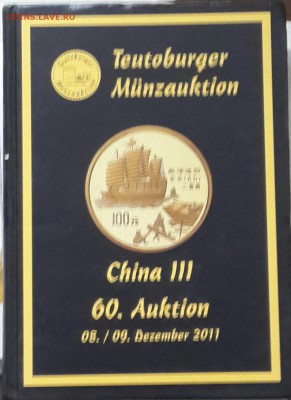 COINS.LAVE.RU
Teutoburger
Münzauktion
100元
China III
60. Auktion
08. / 09. Dezember 2011